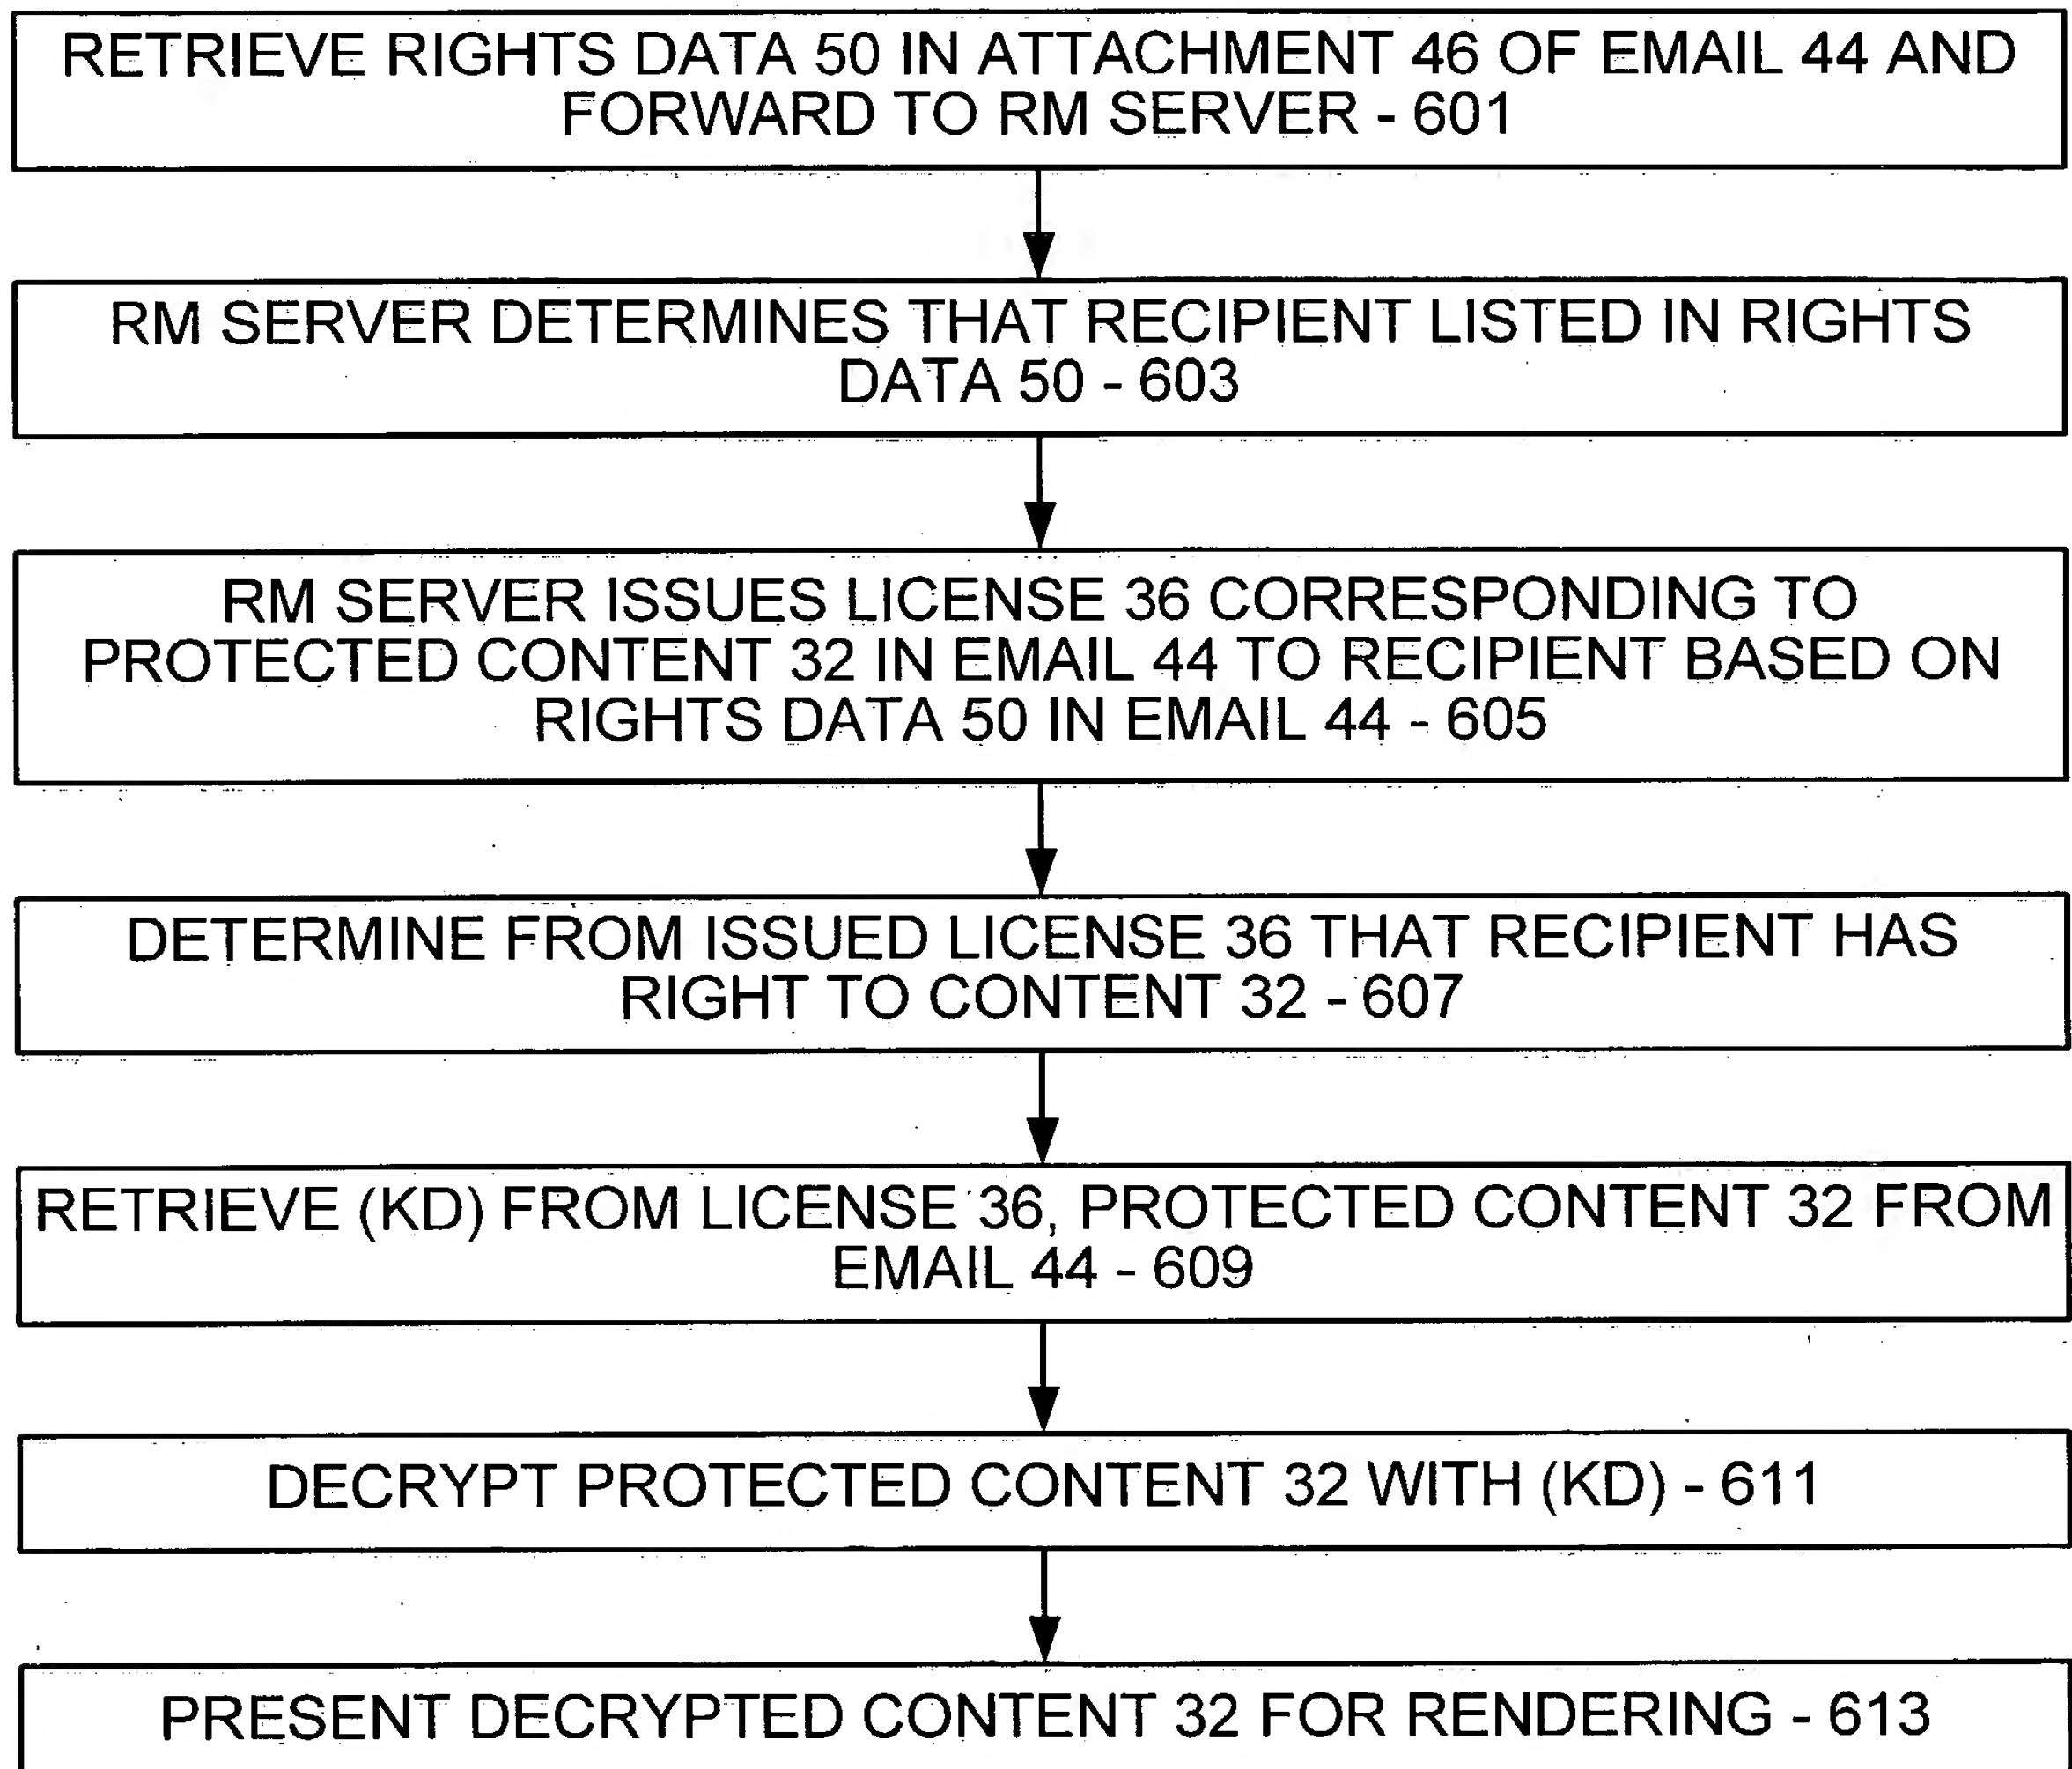 RETRIEVE RIGHTS DATA 50 IN ATTACHMENT 46 OF EMAIL 44 AND
FORWARD TO RM SERVER - 601
RM SERVER DETERMINES THAT RECIPIENT LISTED IN RIGHTS
DATA 50 - 603
RM SERVER ISSUES LICENSE 36 CORRESPONDING TO
PROTECTED CONTENT 32 IN EMAIL 44 TO RECIPIENT BASED ON
RIGHTS DATA 50 IN EMAIL 44 - 605
DETERMINE FROM ISSUED LICENSE 36 THAT RECIPIENT HAS
RIGHT TO CONTENT 32 - 607
RETRIEVE (KD) FROM LICENSE 36, PROTECTED CONTENT 32 FROM
EMAIL 44 - 609
DECRYPT PROTECTED CONTENT 32 WITH (KD) - 611
PRESENT DECRYPTED CONTENT 32 FOR RENDERING - 613